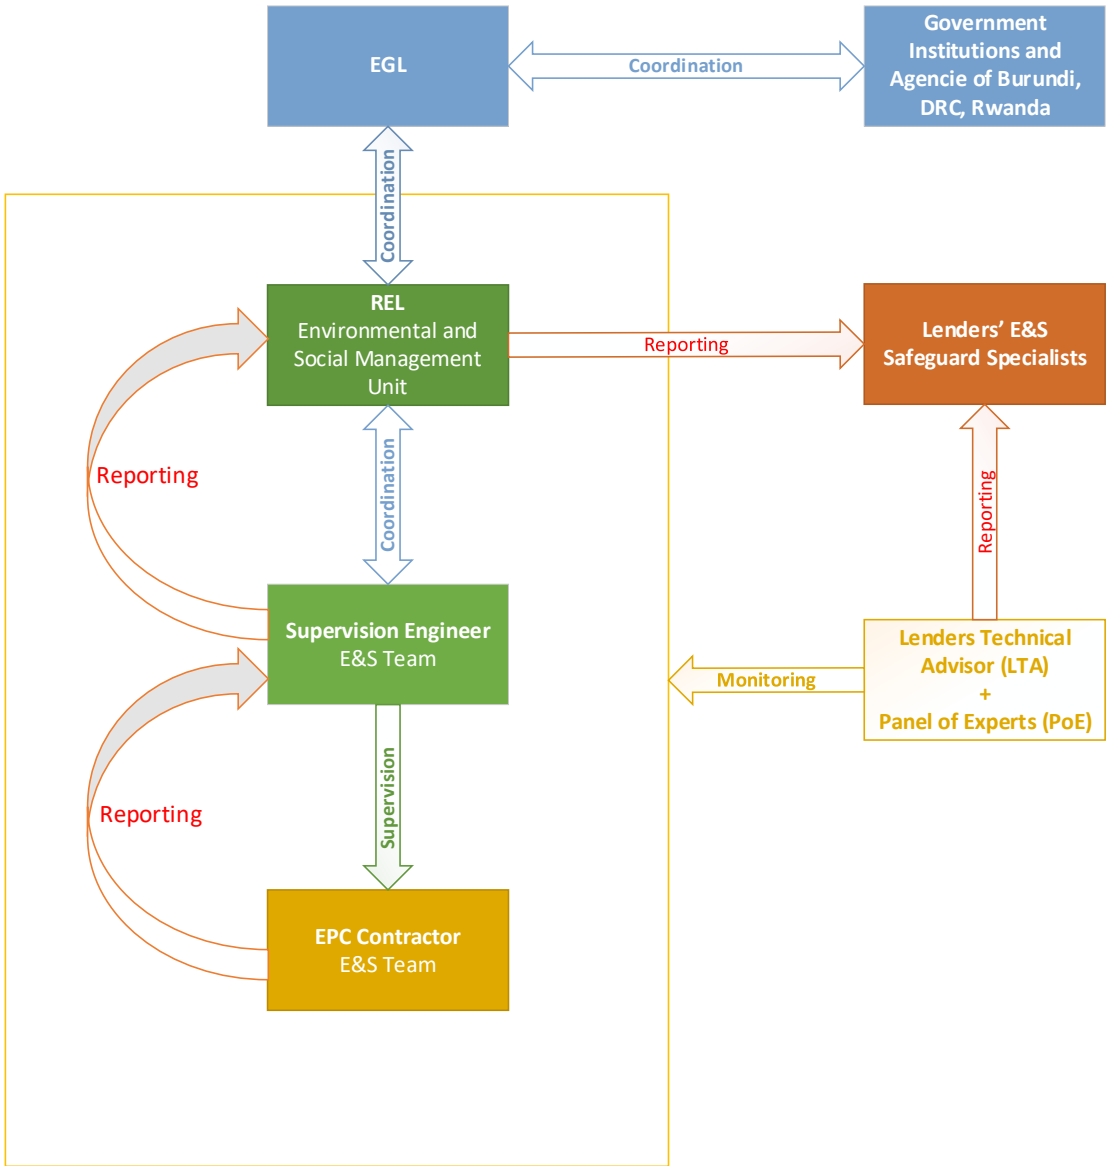 EGL
Coordination
Government
Institutions and
Agencie of Burundi,
DRC, Rwanda
Coordination
REL
Environmental and
Social Management
Unit
Reporting
Lenders’ E&S
Safeguard Specialists
Reporting
Coordination
Reporting
Supervision Engineer
E&S Team
Monitoring
Lenders Technical
Advisor (LTA)
+
Panel of Experts (PoE)
Supervision
Reporting
EPC Contractor
E&S Team